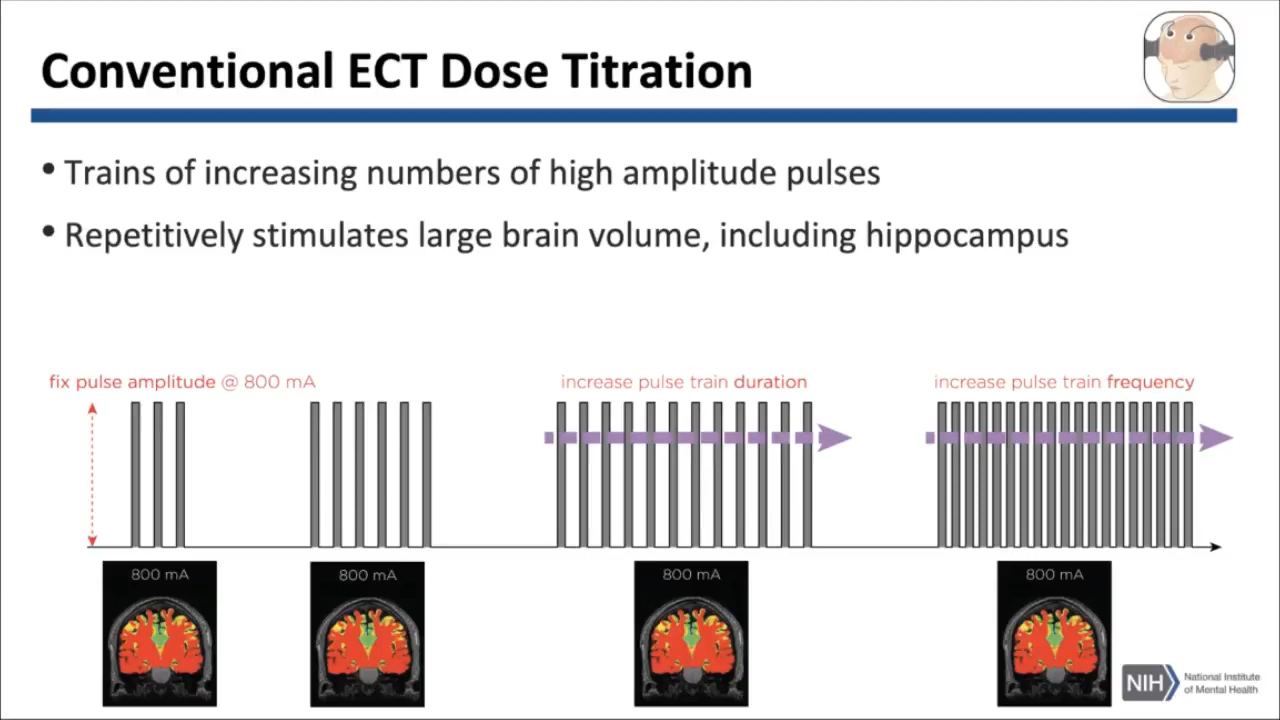 Conventional ECT Dose Titration
• Trains of increasing numbers of high amplitude pulses
• Repetitively stimulates large brain volume, including hippocampus
fix pulse amplitude @ 800 mA
increase pulse train duration
increase pulse train frequency
800 mA
800 mA
800 mA
800 mA
NIH
National Institute
of Mental Health